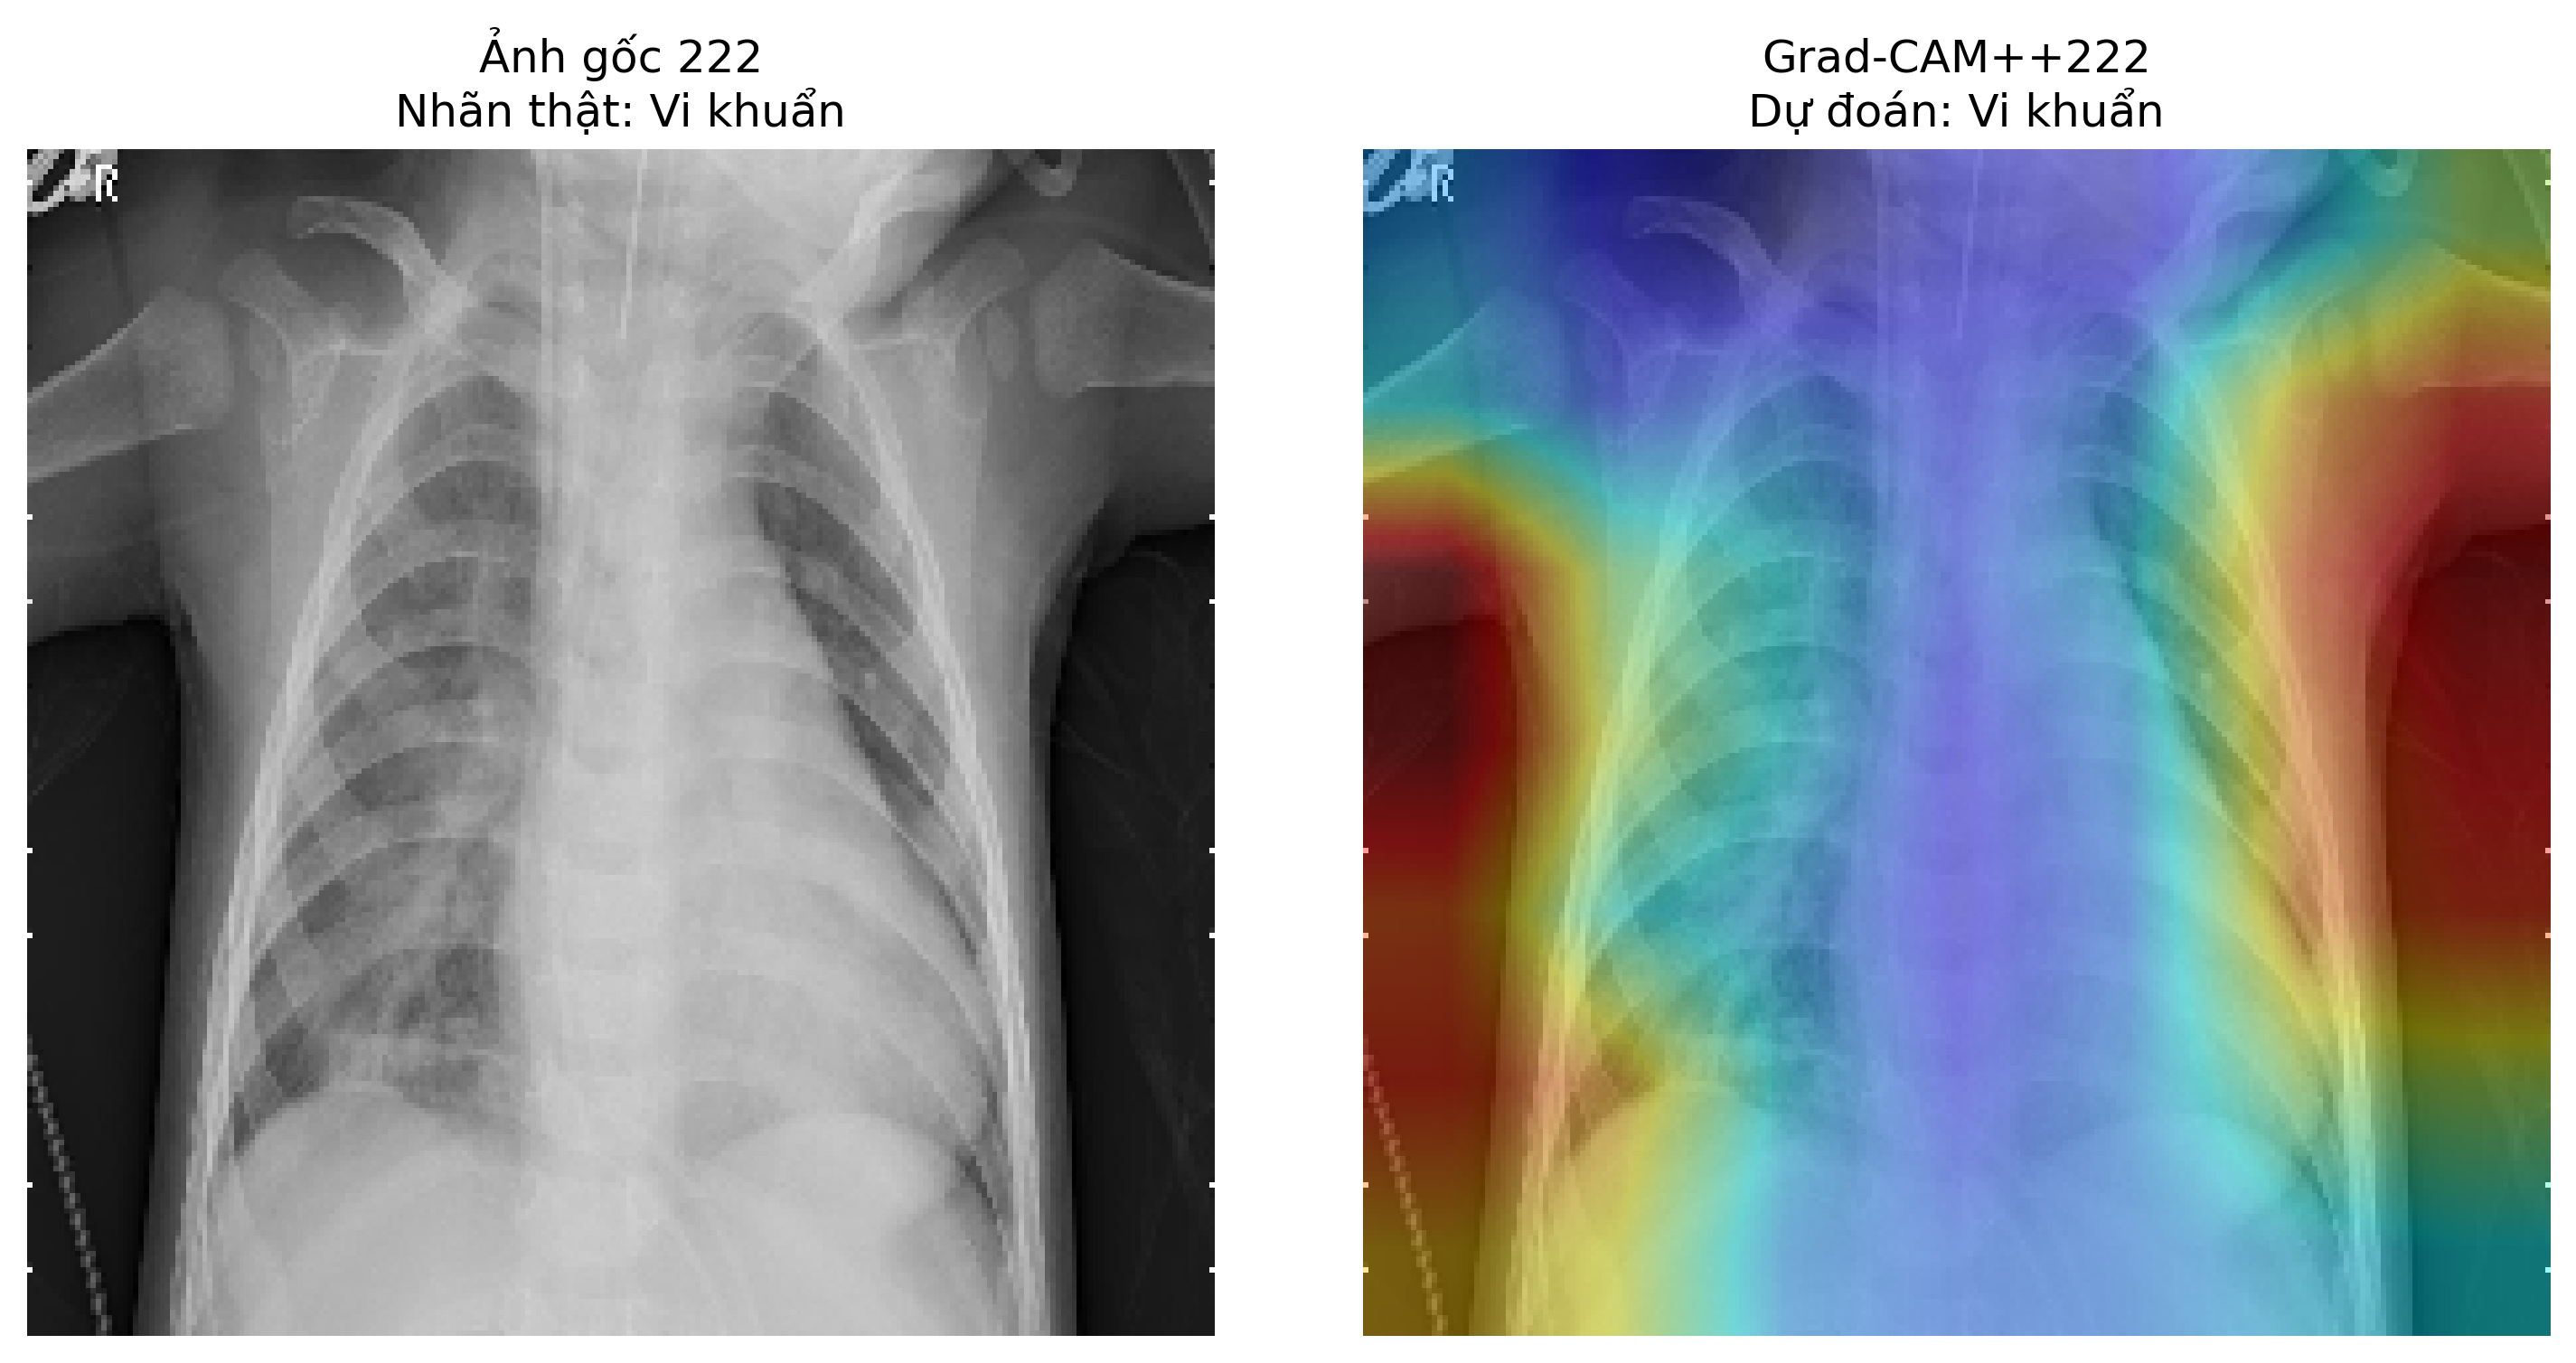 Ảnh gốc 222
Nhãn thật: Vi khuẩn
Grad-CAM++222
Dự đoán: Vi khuẩn
R
R